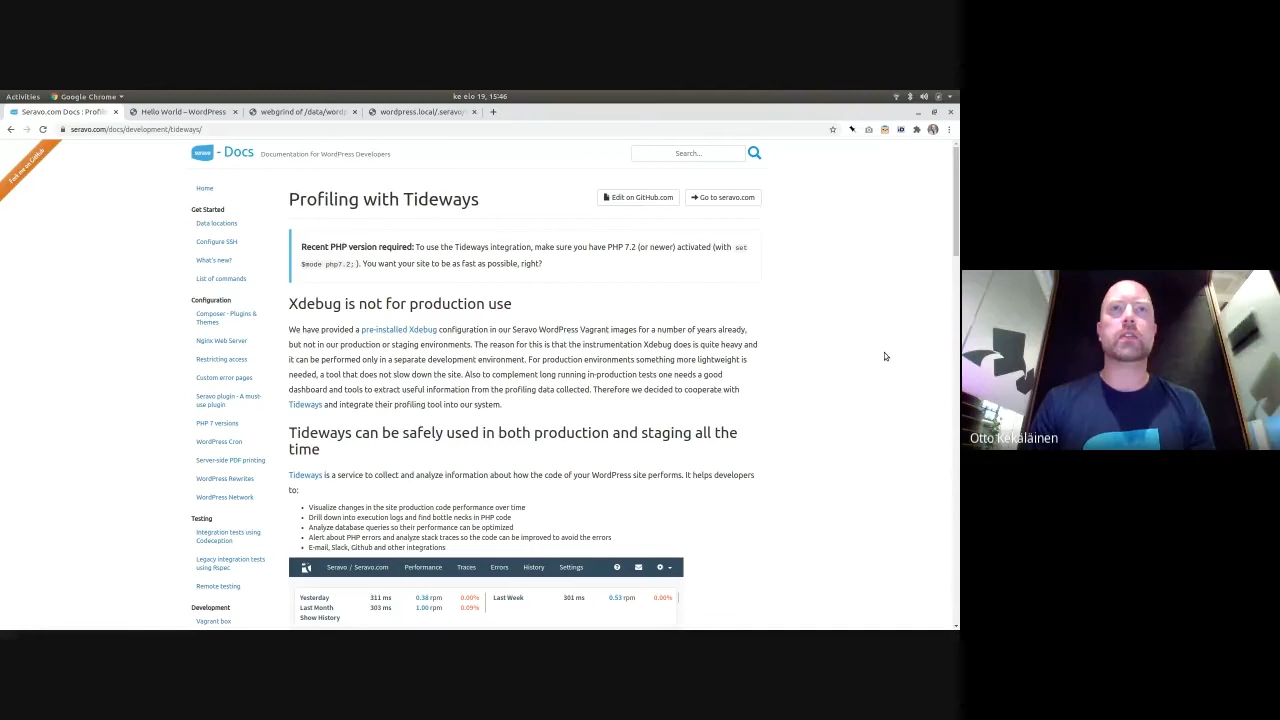 Activities
Google Chrome
ke elo 19, 15:46
Seravo.com Docs : Profil
Hello World – WordPress
webgrind of /data/wordp
wordpress.local/.seravo/
seravo.com/docs/development/tideways/
Fork me on GitHub
seravo - Docs Documentation for WordPress Developers
Search...
Home
Get Started
Data locations
Configure SSH
What's new?
List of commands
Configuration
Composer - Plugins &
Themes
Nginx Web Server
Restricting access
Custom error pages
Seravo plugin - A must-
use plugin
PHP 7 versions
WordPress Cron
Server-side PDF printing
WordPress Rewrites
WordPress Network
Testing
Integration tests using
Codeception
Legacy integration tests
using Rspec
Remote testing
Development
Vagrant box
Profiling with Tideways
Edit on GitHub.com
Go to seravo.com
Recent PHP version required: To use the Tideways integration, make sure you have PHP 7.2 (or newer) activated (with set
$mode php7.2; ). You want your site to be as fast as possible, right?
Xdebug is not for production use
We have provided a pre-installed Xdebug configuration in our Seravo WordPress Vagrant images for a number of years already,
but not in our production or staging environments. The reason for this is that the instrumentation Xdebug does is quite heavy and
it can be performed only in a separate development environment. For production environments something more lightweight is
needed, a tool that does not slow down the site. Also to complement long running in-production tests one needs a good
dashboard and tools to extract useful information from the profiling data collected. Therefore we decided to cooperate with
Tideways and integrate their profiling tool into our system.
Tideways can be safely used in both production and staging all the
time
Tideways is a service to collect and analyze information about how the code of your WordPress site performs. It helps developers
to:
• Visualize changes in the site production code performance over time
• Drill down into execution logs and find bottle necks in PHP code
• Analyze database queries so their performance can be optimized
• Alert about PHP errors and analyze stack traces so the code can be improved to avoid the errors
• E-mail, Slack, Github and other integrations
Seravo / Seravo.com Performance Traces Errors History Settings
Yesterday 311 ms 0.38 rpm 0.00% Last Week 301 ms 0.53 rpm 0.00%
Last Month 303 ms 1.00 rpm 0.09%
Show History
Otto Kekäläinen